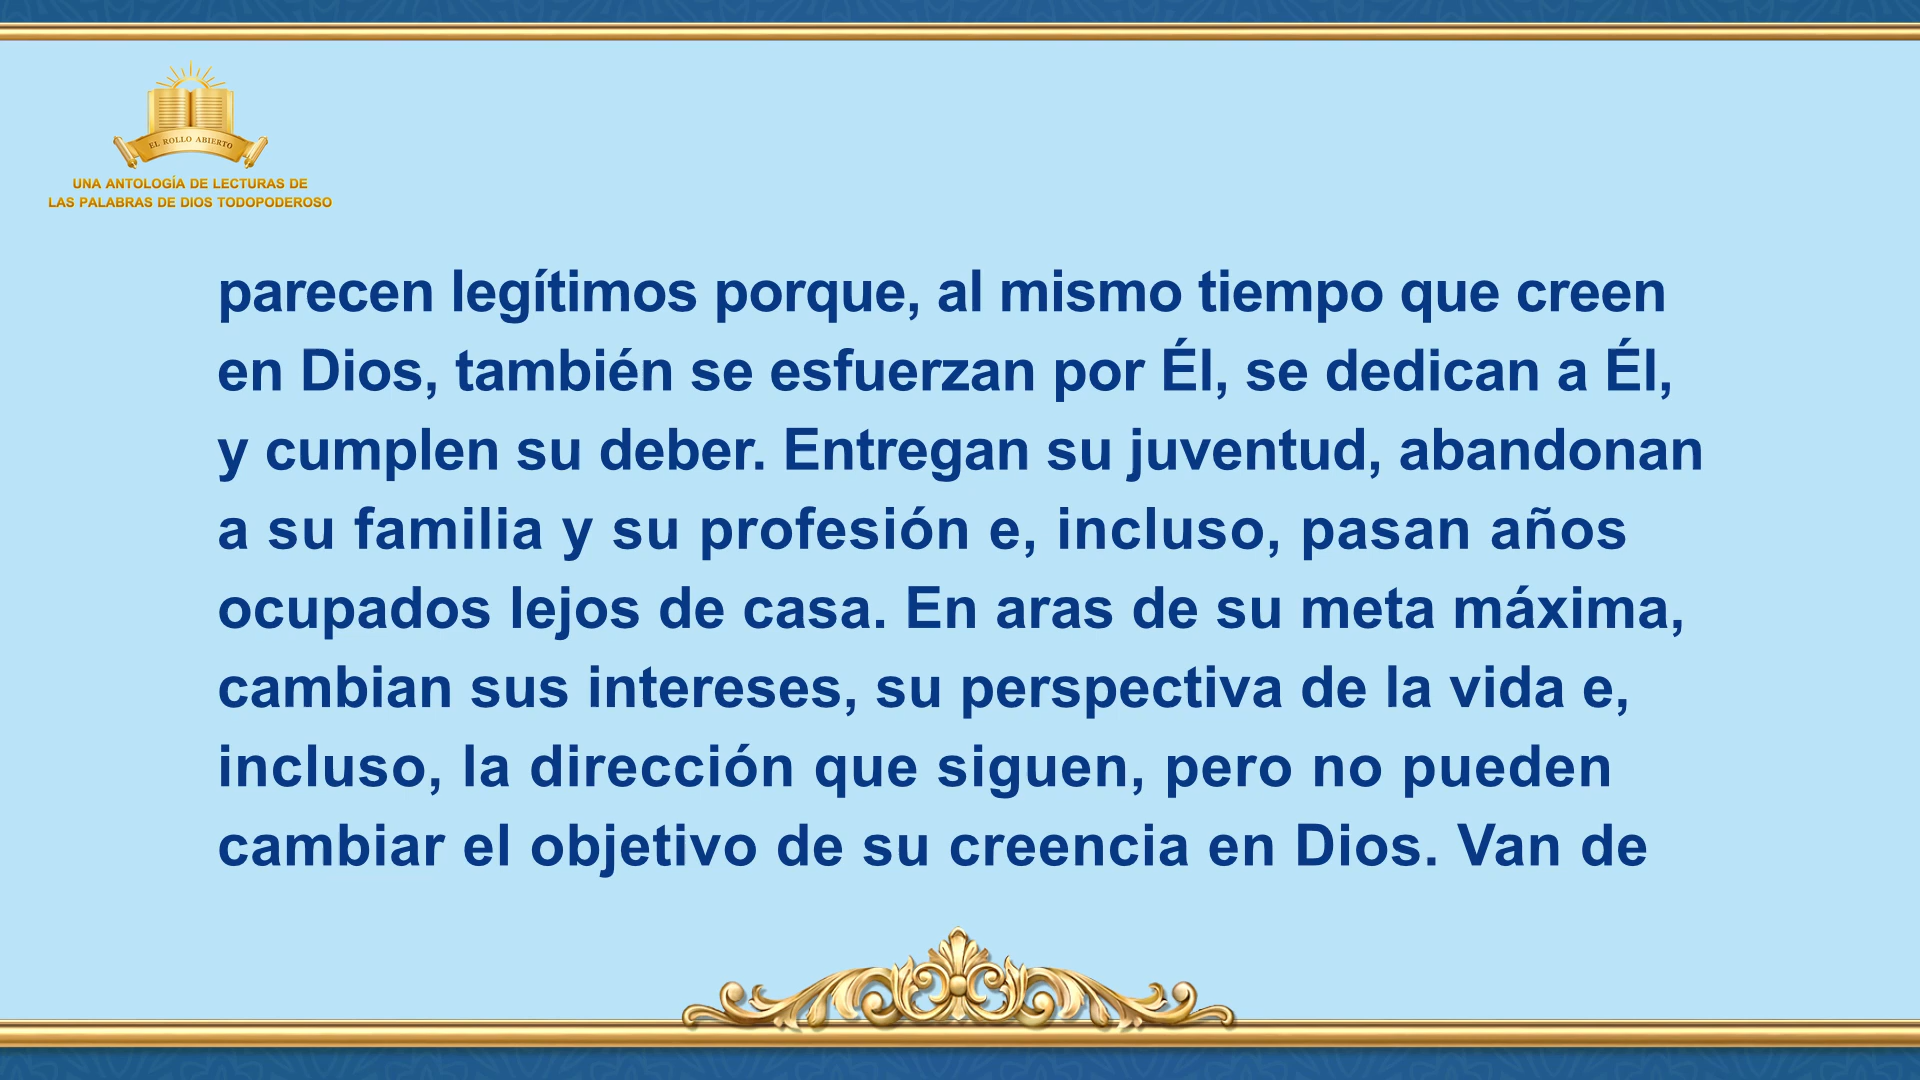 EL ROLLO ABIERTO
UNA ANTOLOGÍA DE LECTURAS DE
LAS PALABRAS DE DIOS TODOPODEROSO
parecen legítimos porque, al mismo tiempo que creen
en Dios, también se esfuerzan por Él, se dedican a Él,
y cumplen su deber. Entregan su juventud, abandonan
a su familia y su profesión e, incluso, pasan años
ocupados lejos de casa. En aras de su meta máxima,
cambian sus intereses, su perspectiva de la vida e,
incluso, la dirección que siguen, pero no pueden
cambiar el objetivo de su creencia en Dios. Van de